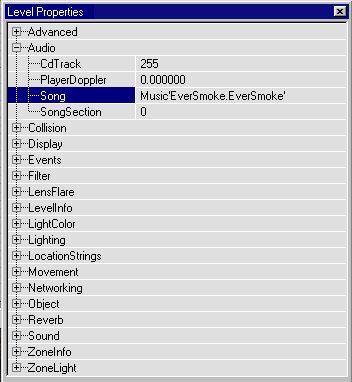 Level Properties
Advanced
Audio
CdTrack 255
PlayerDoppler 0.000000
Song Music'EverSmoke.EverSmoke'
SongSection 0
Collision
Display
Events
Filter
LensFlare
LevelInfo
LightColor
Lighting
LocationStrings
Movement
Networking
Object
Reverb
Sound
ZoneInfo
ZoneLight